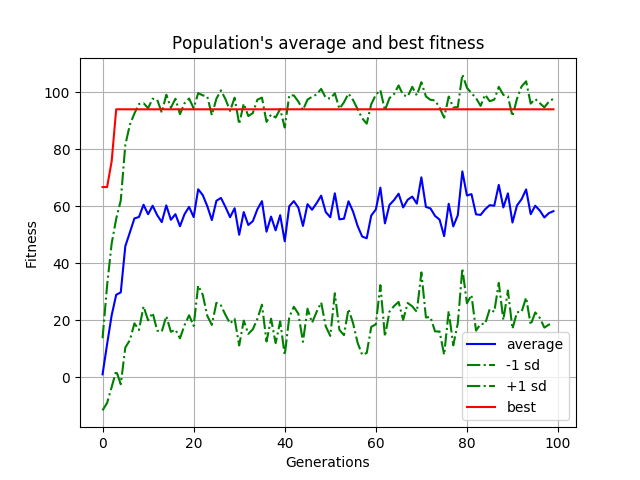 Population's average and best fitness
Fitness
100
80
60
40
20
0
0 20 40 60 80 100
Generations
average
-1 sd
+1 sd
best